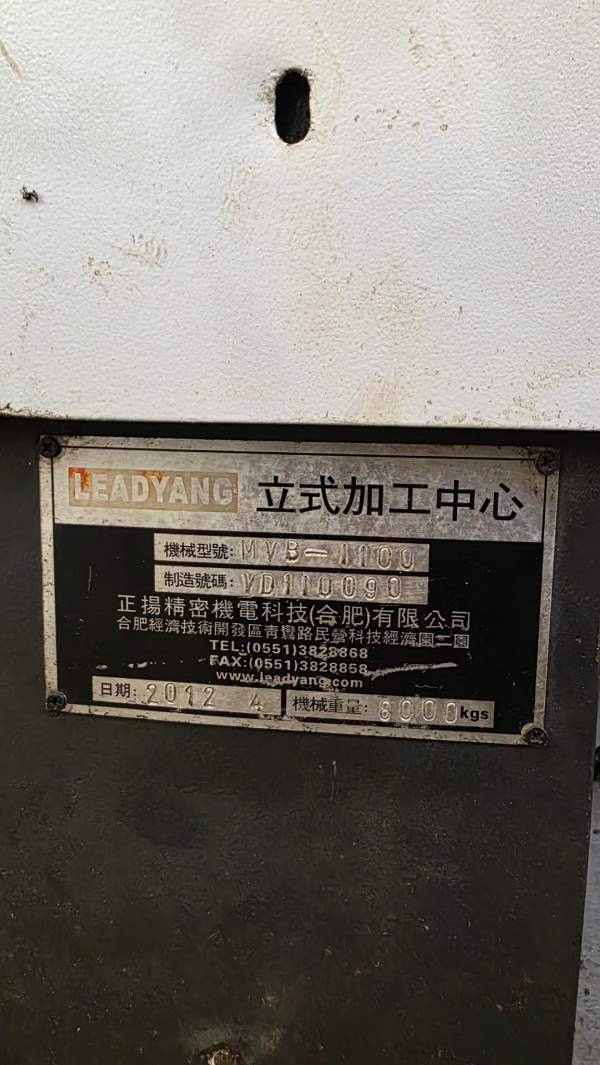 LEADYANG 立式加工中心
機械型號: MVB-1100
制造號碼: VD110090
正揚精密機電科技(合肥)有限公司
合肥經濟技術開發區青鸞路民營科技經濟園二園
TEL:(0551)3828868
FAX:(0551)3828858
www.leadyang.com
日期: 2012 4 機械重量: 8000kgs